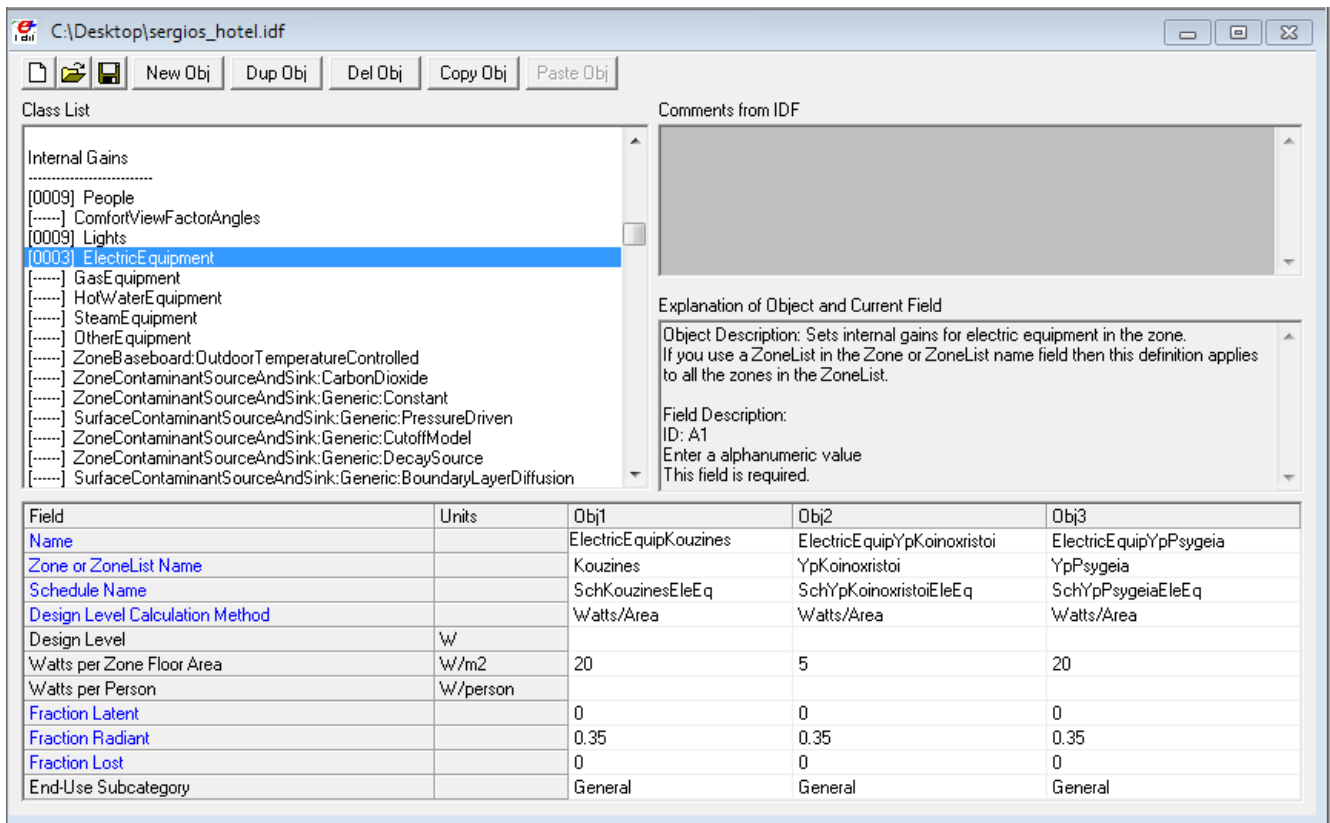 C:\Desktop\sergios_hotel.idf
New Obj Dup Obj Del Obj Copy Obj Paste Obj
Class List
Internal Gains
--------------------------
[0009] People
[------] ComfortViewFactorAngles
[0009] Lights
[0003] ElectricEquipment
[------] GasEquipment
[------] HotWaterEquipment
[------] SteamEquipment
[------] OtherEquipment
[------] ZoneBaseboard:OutdoorTemperatureControlled
[------] ZoneContaminantSourceAndSink:CarbonDioxide
[------] ZoneContaminantSourceAndSink:Generic:Constant
[------] SurfaceContaminantSourceAndSink:Generic:PressureDriven
[------] ZoneContaminantSourceAndSink:Generic:CutoffModel
[------] ZoneContaminantSourceAndSink:Generic:DecaySource
[------] SurfaceContaminantSourceAndSink:Generic:BoundaryLayerDiffusion
Comments from IDF
Explanation of Object and Current Field
Object Description: Sets internal gains for electric equipment in the zone.
If you use a ZoneList in the Zone or ZoneList name field then this definition applies
to all the zones in the ZoneList.
Field Description:
ID: A1
Enter a alphanumeric value
This field is required.
Field Units Obj1 Obj2 Obj3
Name ElectricEquipKouzines ElectricEquipYpKoinoxristoi ElectricEquipYpPsygeia
Zone or ZoneList Name Kouzines YpKoinoxristoi YpPsygeia
Schedule Name SchKouzinesEleEq SchYpKoinoxristoiEleEq SchYpPsygeiaEleEq
Design Level Calculation Method Watts/Area Watts/Area Watts/Area
Design Level W
Watts per Zone Floor Area W/m2 20 5 20
Watts per Person W/person
Fraction Latent 0 0 0
Fraction Radiant 0.35 0.35 0.35
Fraction Lost 0 0 0
End-Use Subcategory General General General